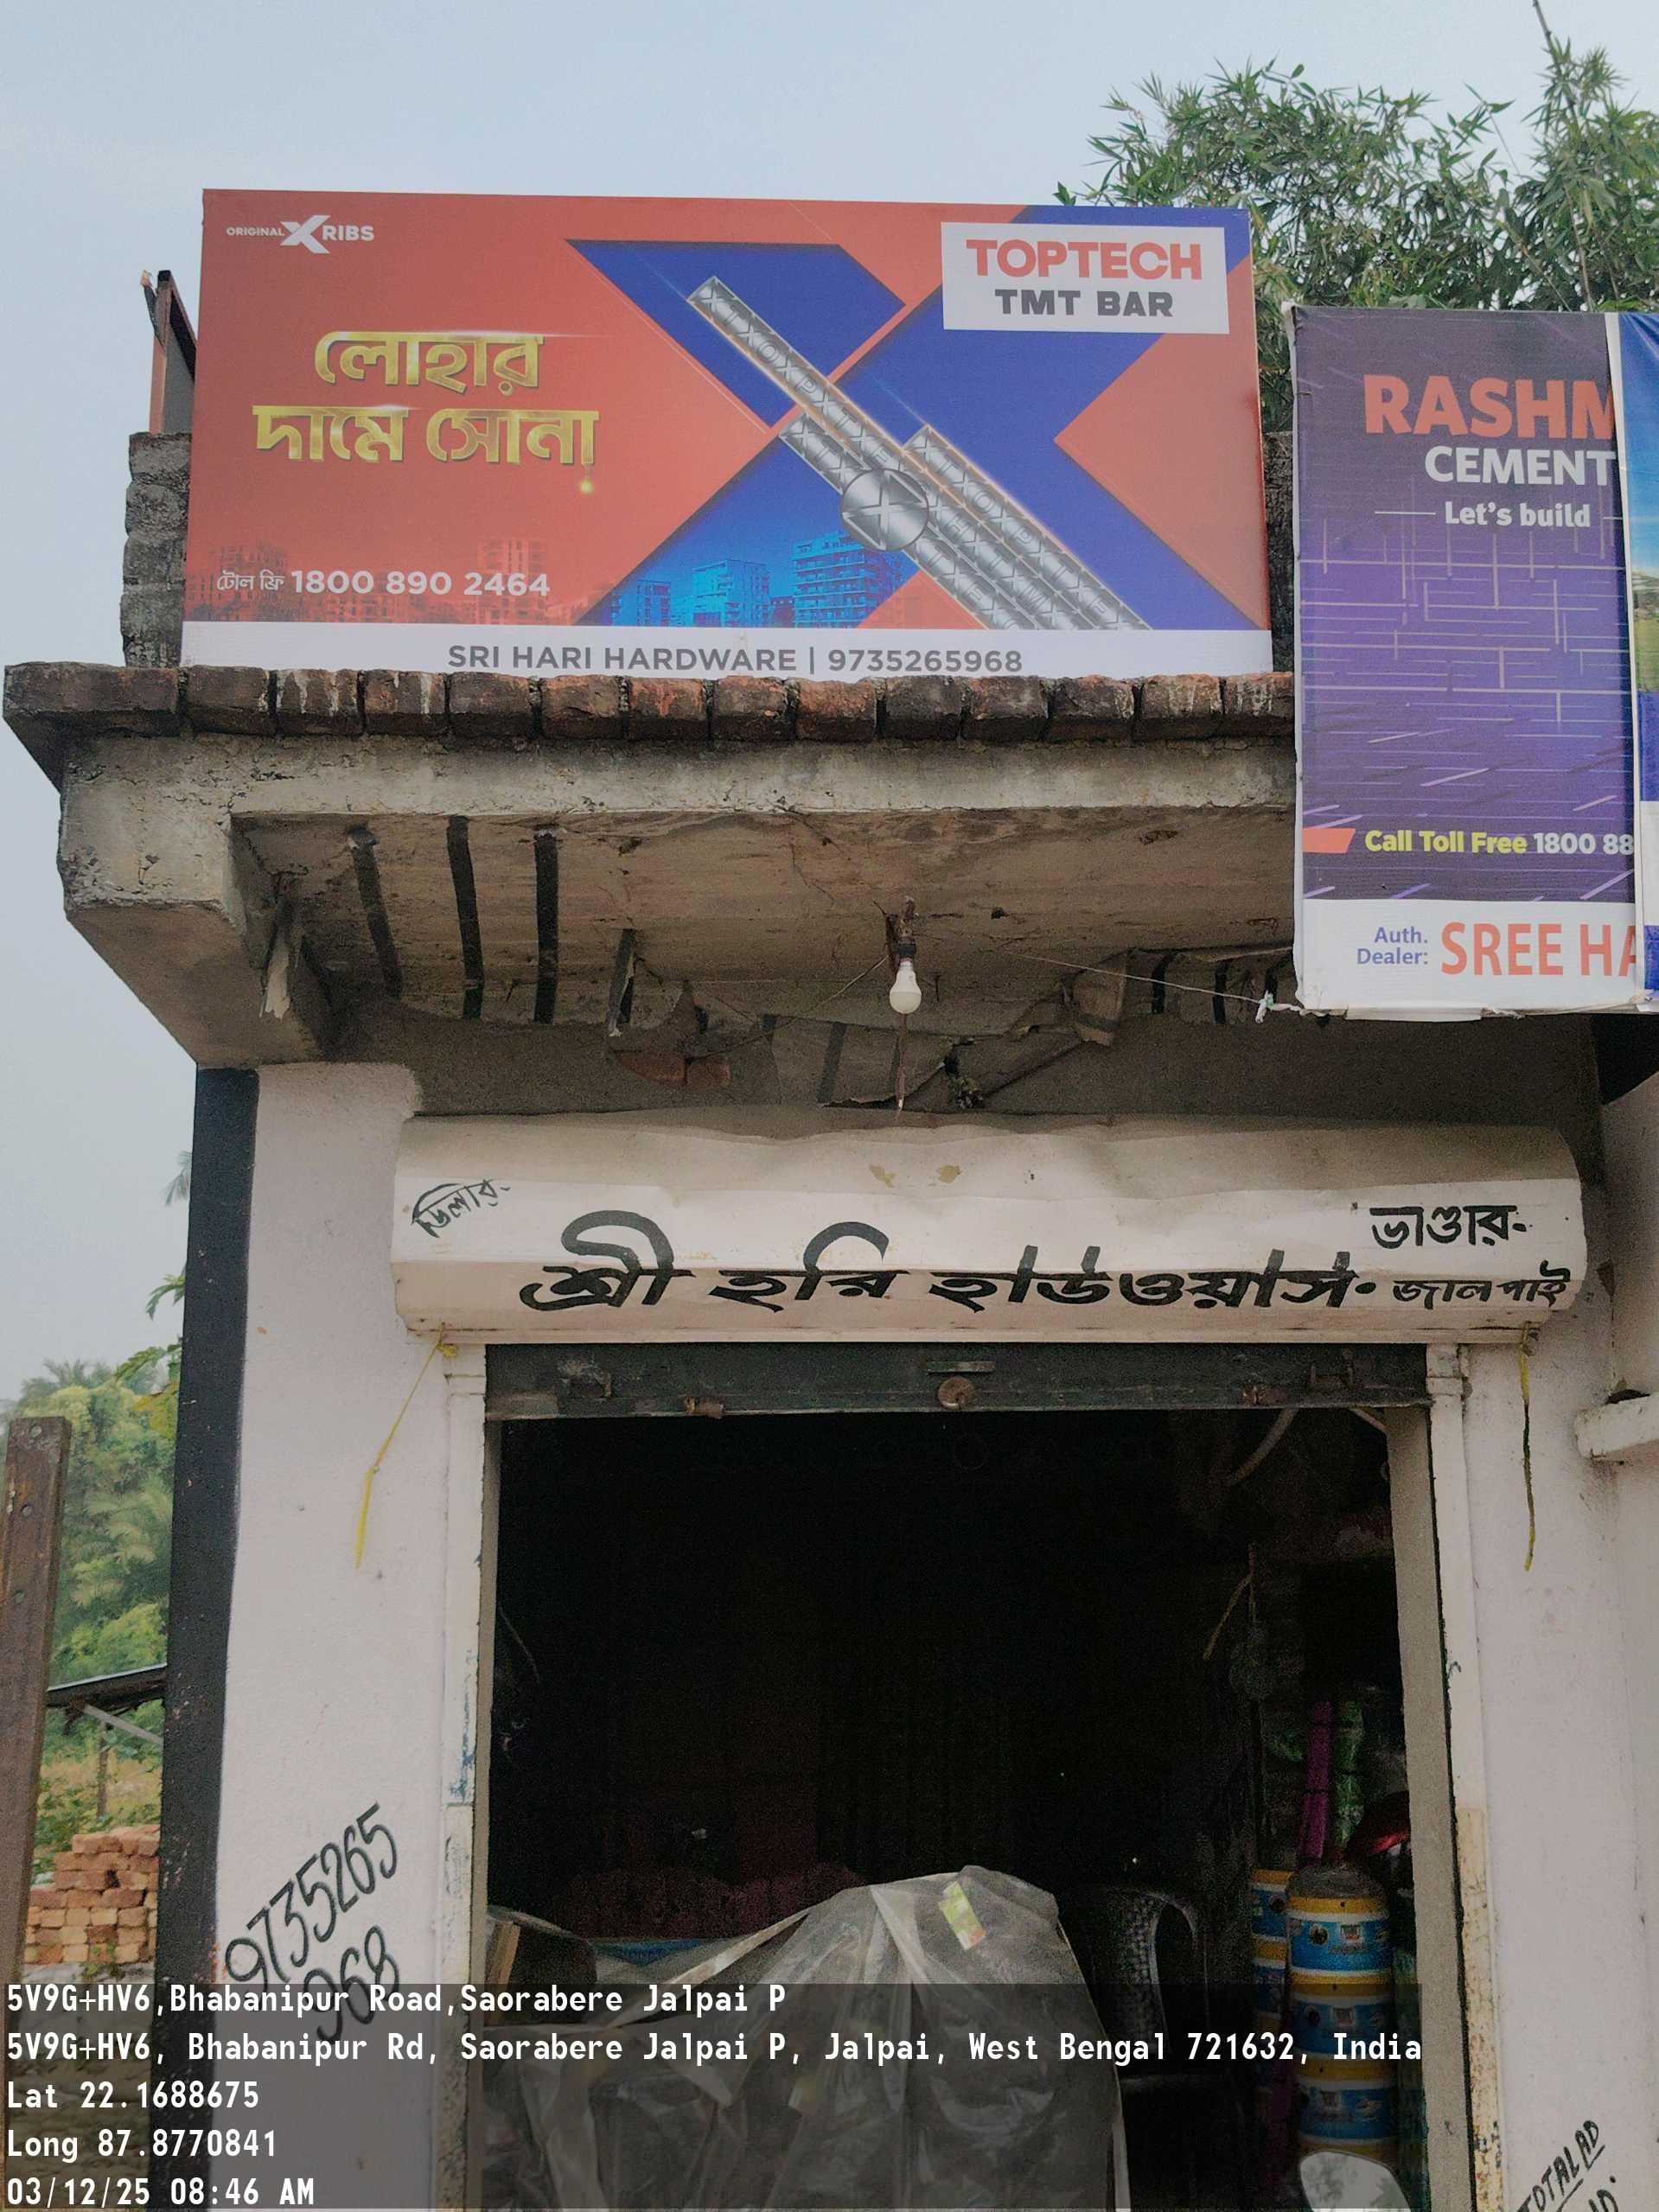 ORIGINAL X RIBS
TOPTECH
TMT BAR
লোহার
দামে সোনা
টোল ফ্রি 1800 890 2464
SRI HARI HARDWARE | 9735265968
RASHM
CEMENT
Let's build
Call Toll Free 1800 88
Auth.
Dealer: SREE HA
ডিলার-
ভাণ্ডার-
শ্রী হরি হার্ডওয়ার্স• জালপাই
9735265
968
TOTAL AD
5V9G+HV6,Bhabanipur Road,Saorabere Jalpai P
5V9G+HV6, Bhabanipur Rd, Saorabere Jalpai P, Jalpai, West Bengal 721632, India
Lat 22.1688675
Long 87.8770841
03/12/25 08:46 AM